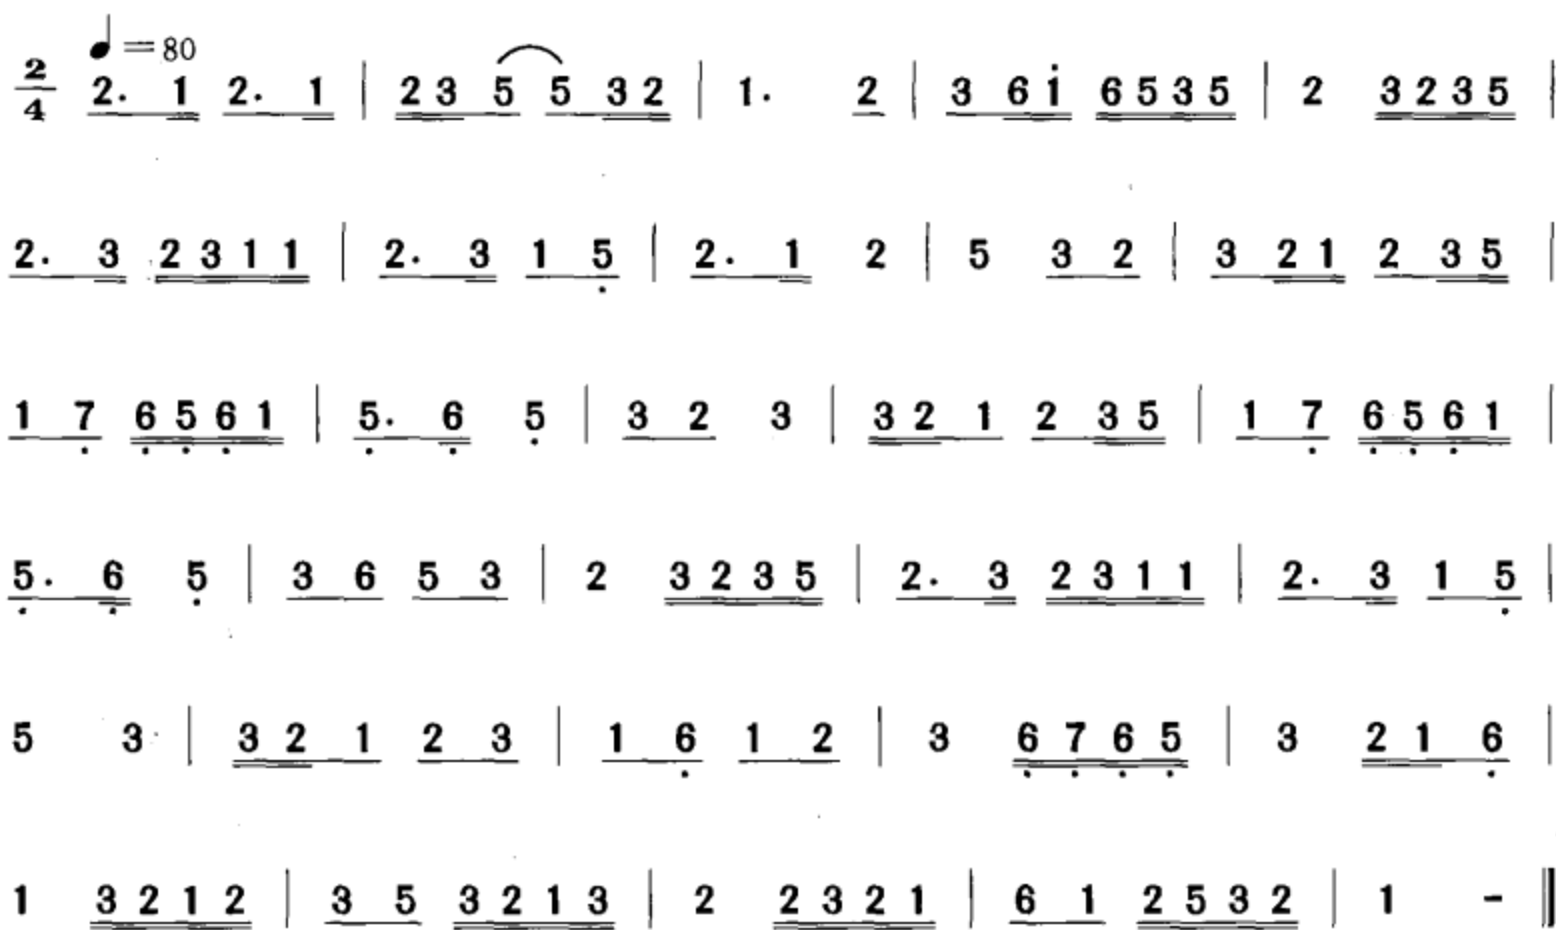 2/4 ♩=80 2. 1 2. 1 | 2 3 5 5 3 2 | 1. 2 | 3 6 i 6 5 3 5 | 2 3 2 3 5 |
2. 3 2 3 1 1 | 2. 3 1 5̣ | 2. 1 2 | 5 3 2 | 3 2 1 2 3 5 |
1 7̣ 6̣ 5̣ 6̣ 1 | 5̣. 6̣ 5̣ | 3 2 3 | 3 2 1 2 3 5 | 1 7̣ 6̣ 5̣ 6̣ 1 |
5̣. 6̣ 5̣ | 3 6 5 3 | 2 3 2 3 5 | 2. 3 2 3 1 1 | 2. 3 1 5̣ |
5 3 | 3 2 1 2 3 | 1 6̣ 1 2 | 3 6̣ 7̣ 6̣ 5̣ | 3 2 1 6̣ |
1 3 2 1 2 | 3 5 3 2 1 3 | 2 2 3 2 1 | 6 1 2 5 3 2 | 1 - ‖